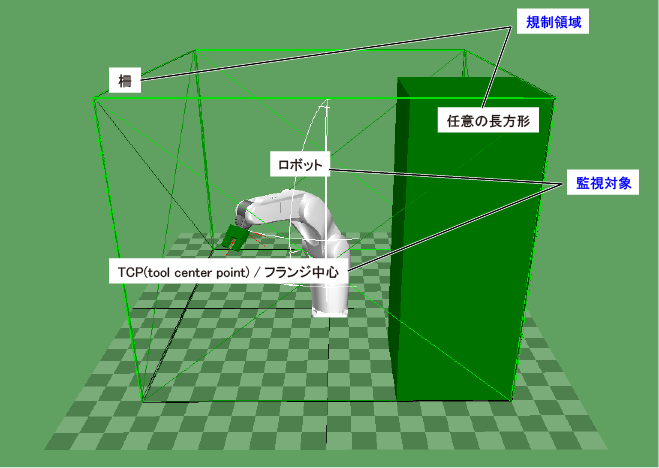 規制領域
柵
任意の長方形
ロボット
監視対象
TCP(tool center point) / フランジ中心